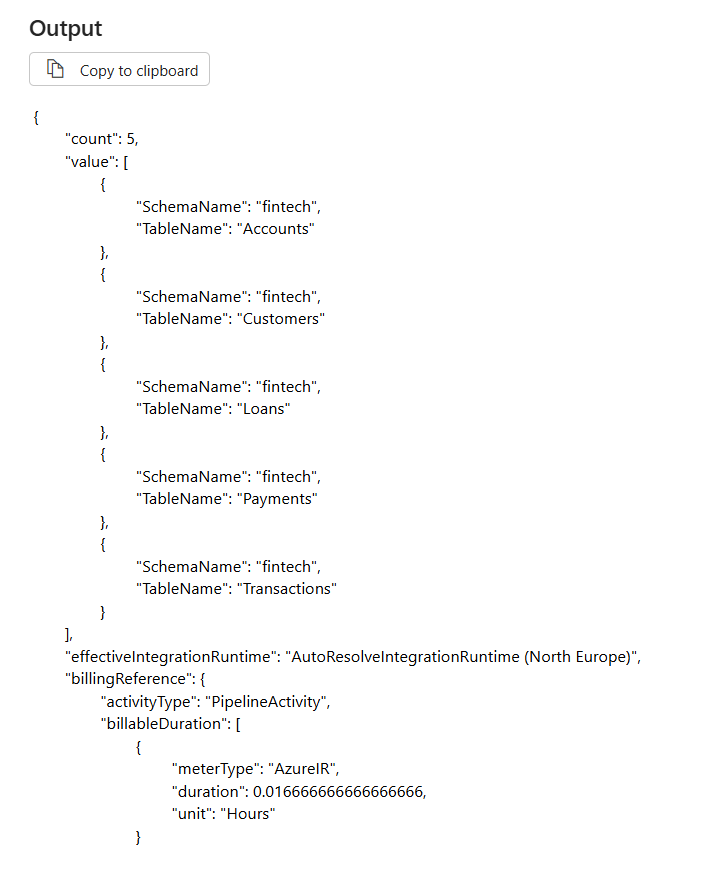 Output
Copy to clipboard
{
"count": 5,
"value": [
{
"SchemaName": "fintech",
"TableName": "Accounts"
},
{
"SchemaName": "fintech",
"TableName": "Customers"
},
{
"SchemaName": "fintech",
"TableName": "Loans"
},
{
"SchemaName": "fintech",
"TableName": "Payments"
},
{
"SchemaName": "fintech",
"TableName": "Transactions"
}
],
"effectiveIntegrationRuntime": "AutoResolveIntegrationRuntime (North Europe)",
"billingReference": {
"activityType": "PipelineActivity",
"billableDuration": [
{
"meterType": "AzureIR",
"duration": 0.016666666666666666,
"unit": "Hours"
}